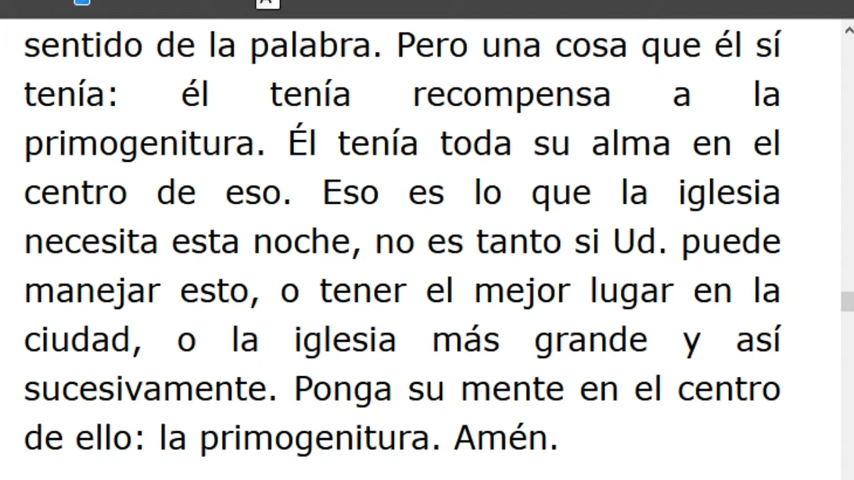 sentido de la palabra. Pero una cosa que él sí
tenía: él tenía recompensa a la
primogenitura. Él tenía toda su alma en el
centro de eso. Eso es lo que la iglesia
necesita esta noche, no es tanto si Ud. puede
manejar esto, o tener el mejor lugar en la
ciudad, o la iglesia más grande y así
sucesivamente. Ponga su mente en el centro
de ello: la primogenitura. Amén.